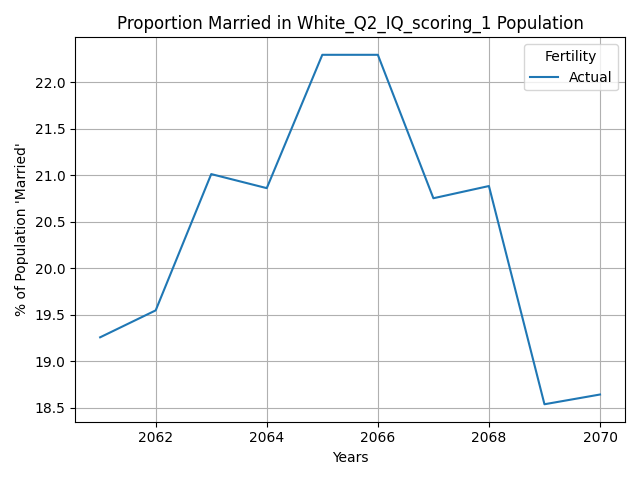 Proportion Married in White_Q2_IQ_scoring_1 Population
Fertility
Actual
% of Population 'Married'
22.0
21.5
21.0
20.5
20.0
19.5
19.0
18.5
2062 2064 2066 2068 2070
Years